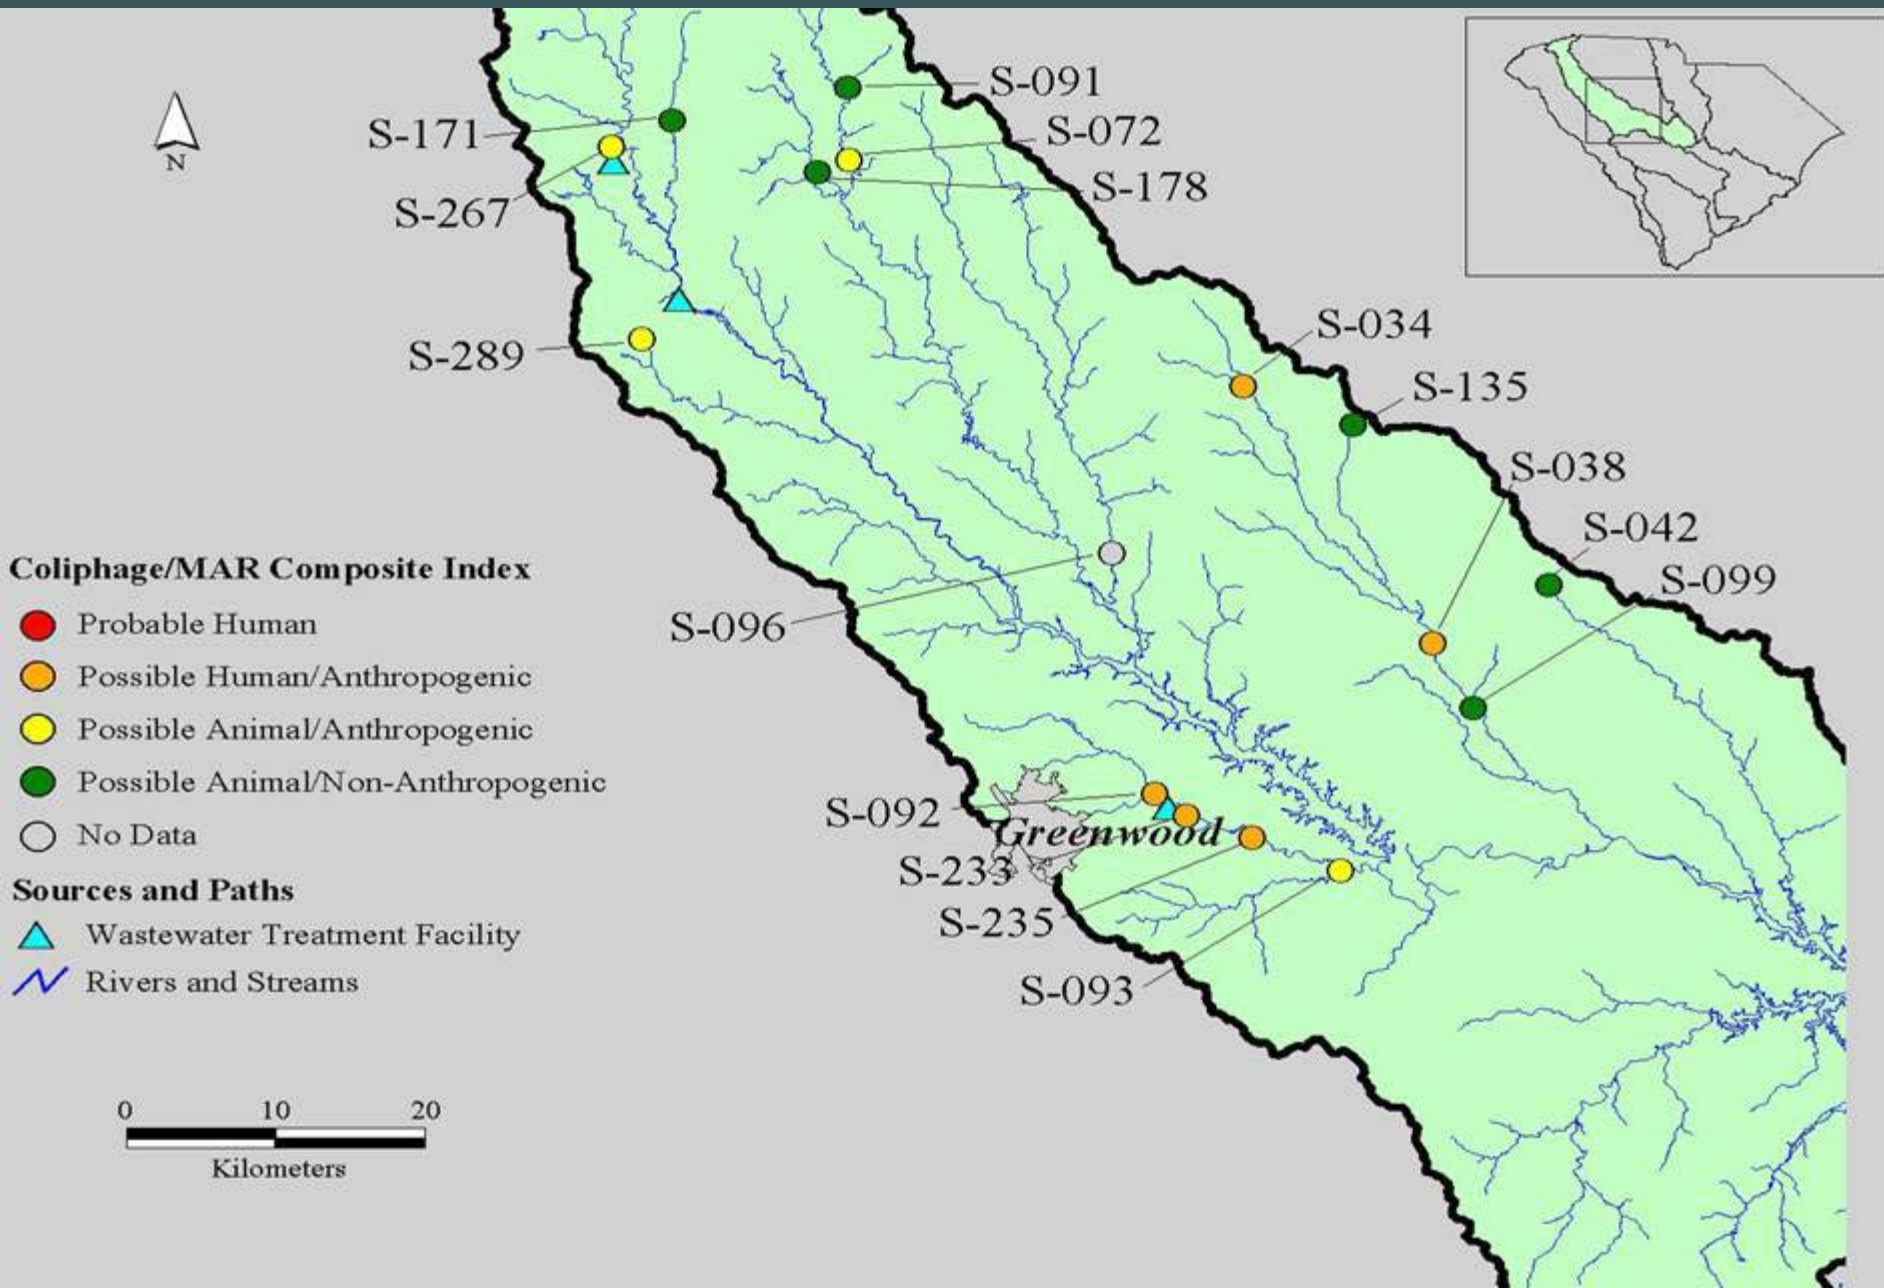 S-091
S-171
S-072
N
S-178
S-267
S-034
S-289
S-135
S-038
S-042
S-099
S-096
Coliphage/MAR Composite Index
Probable Human
Possible Human/Anthropogenic
Possible Animal/Anthropogenic
Possible Animal/Non-Anthropogenic
No Data
Sources and Paths
Wastewater Treatment Facility
Rivers and Streams
S-092
Greenwood
S-233
S-235
S-093
0 10 20
Kilometers